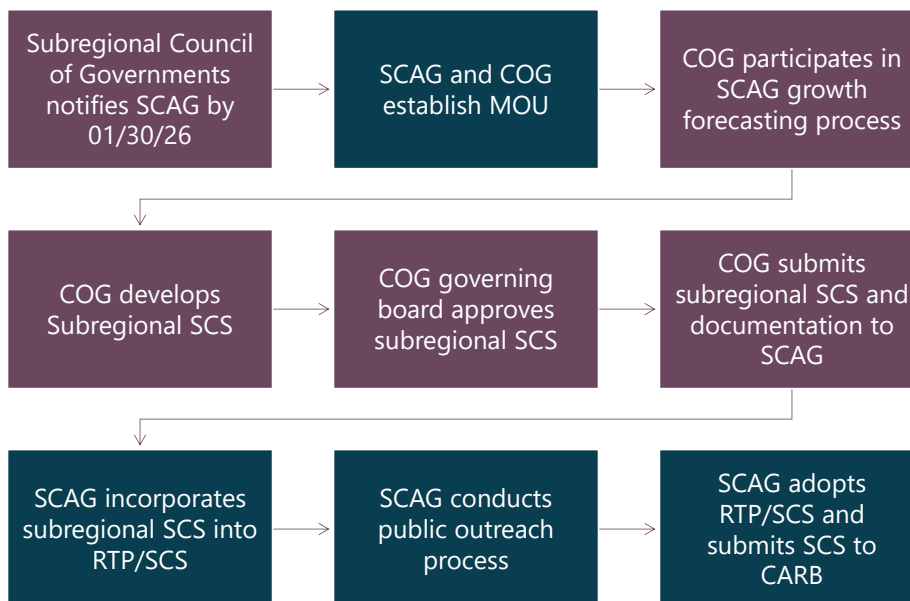 Subregional Council
of Governments
notifies SCAG by
01/30/26
SCAG and COG
establish MOU
COG participates in
SCAG growth
forecasting process
COG develops
Subregional SCS
COG governing
board approves
subregional SCS
COG submits
subregional SCS and
documentation to
SCAG
SCAG incorporates
subregional SCS into
RTP/SCS
SCAG conducts
public outreach
process
SCAG adopts
RTP/SCS and
submits SCS to
CARB